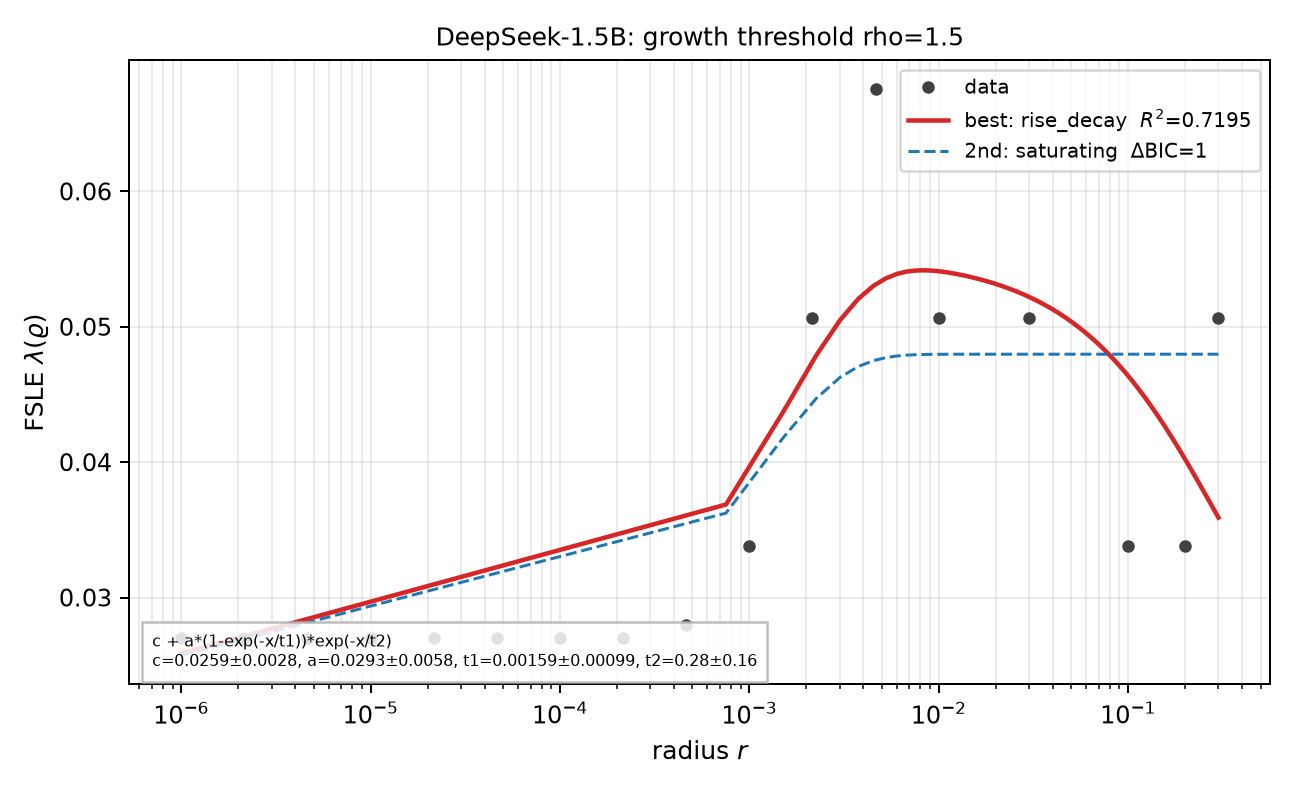 DeepSeek-1.5B: growth threshold rho=1.5
data
best: rise_decay R²=0.7195
2nd: saturating ΔBIC=1
0.06
0.05
0.04
0.03
FSLE λ(ϱ)
c + a*(1-exp(-x/t1))*exp(-x/t2)
c=0.0259±0.0028, a=0.0293±0.0058, t1=0.00159±0.00099, t2=0.28±0.16
10⁻⁶ 10⁻⁵ 10⁻⁴ 10⁻³ 10⁻² 10⁻¹
radius r